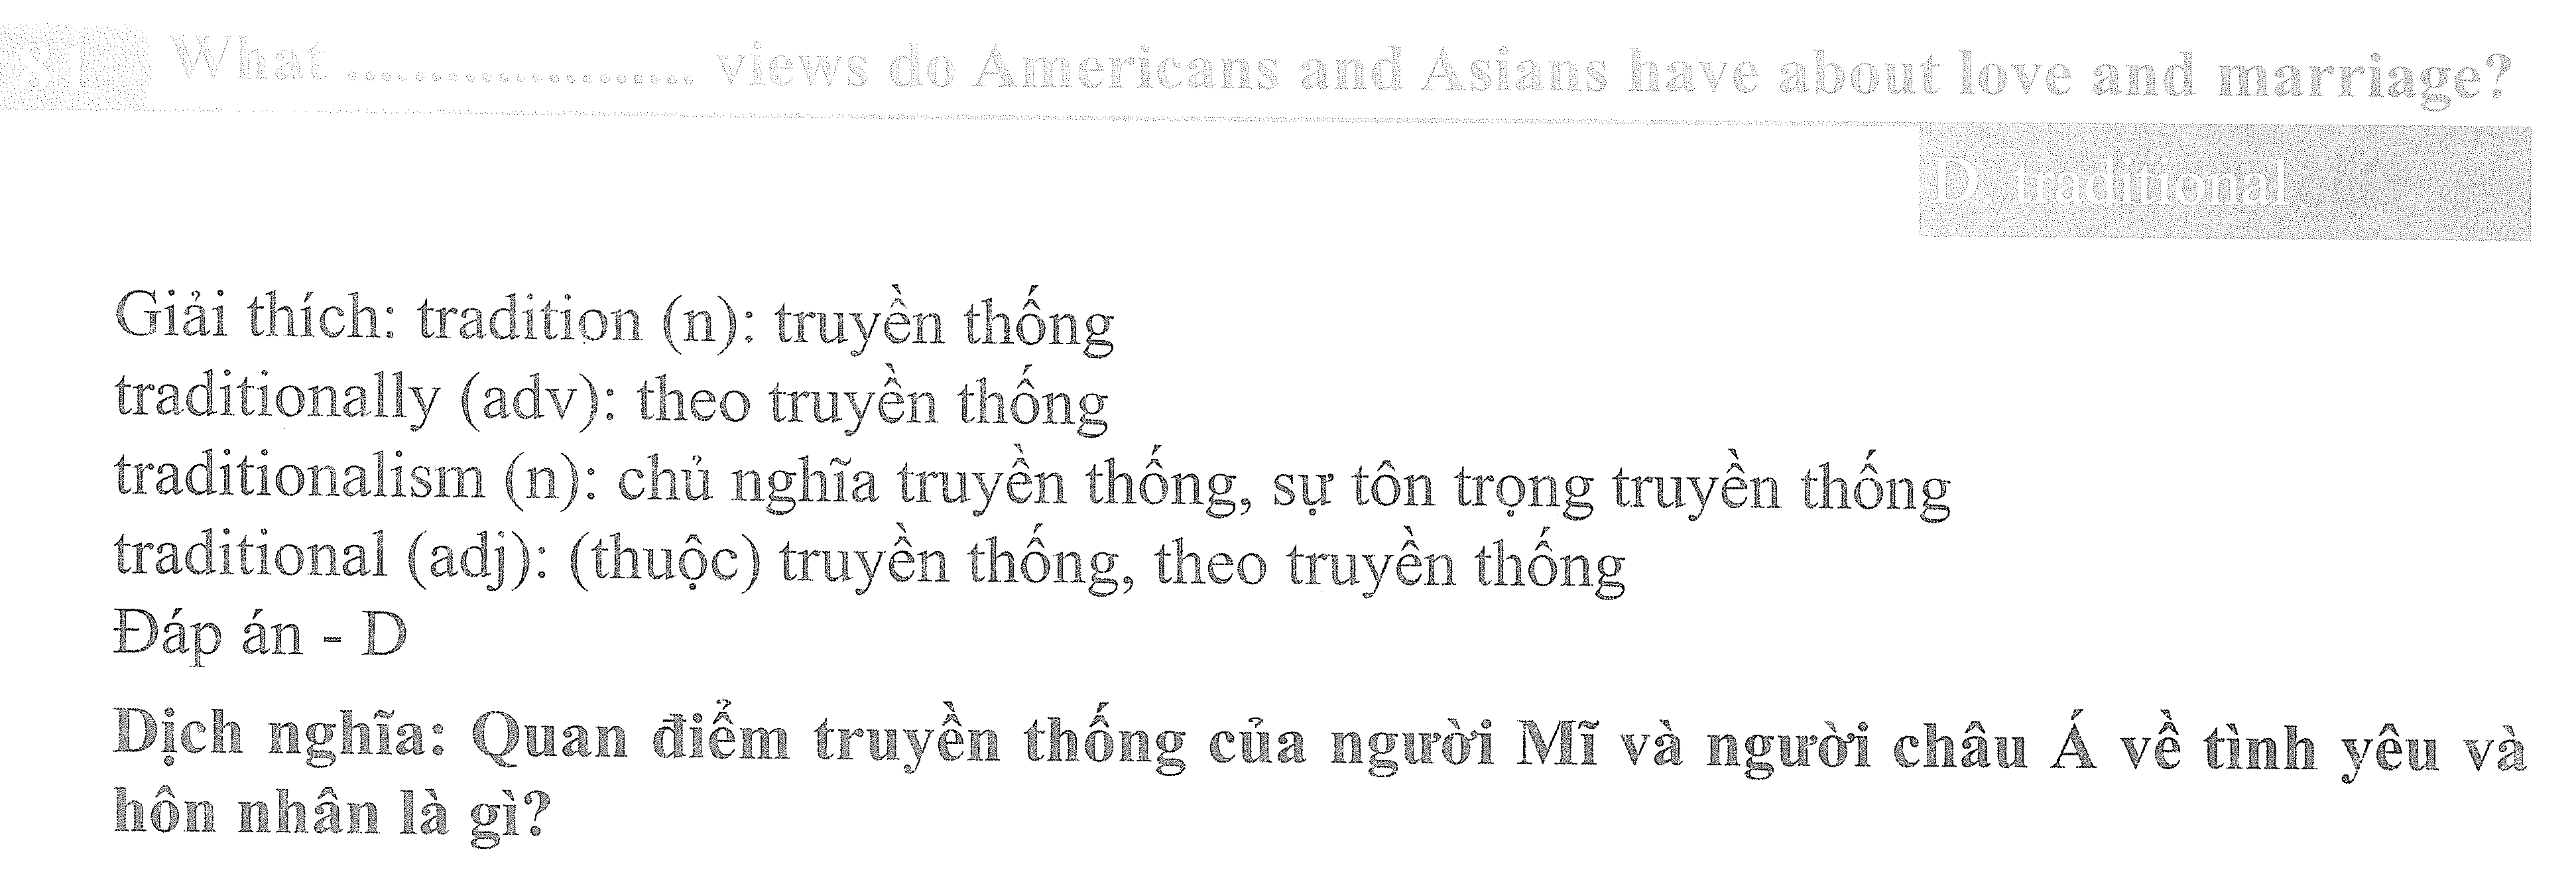 81 What ..................... views do Americans and Asians have about love and marriage?
D. traditional
Giải thích: tradition (n): truyền thống
traditionally (adv): theo truyền thống
traditionalism (n): chủ nghĩa truyền thống, sự tôn trọng truyền thống
traditional (adj): (thuộc) truyền thống, theo truyền thống
Đáp án - D
Dịch nghĩa: Quan điểm truyền thống của người Mĩ và người châu Á về tình yêu và
hôn nhân là gì?